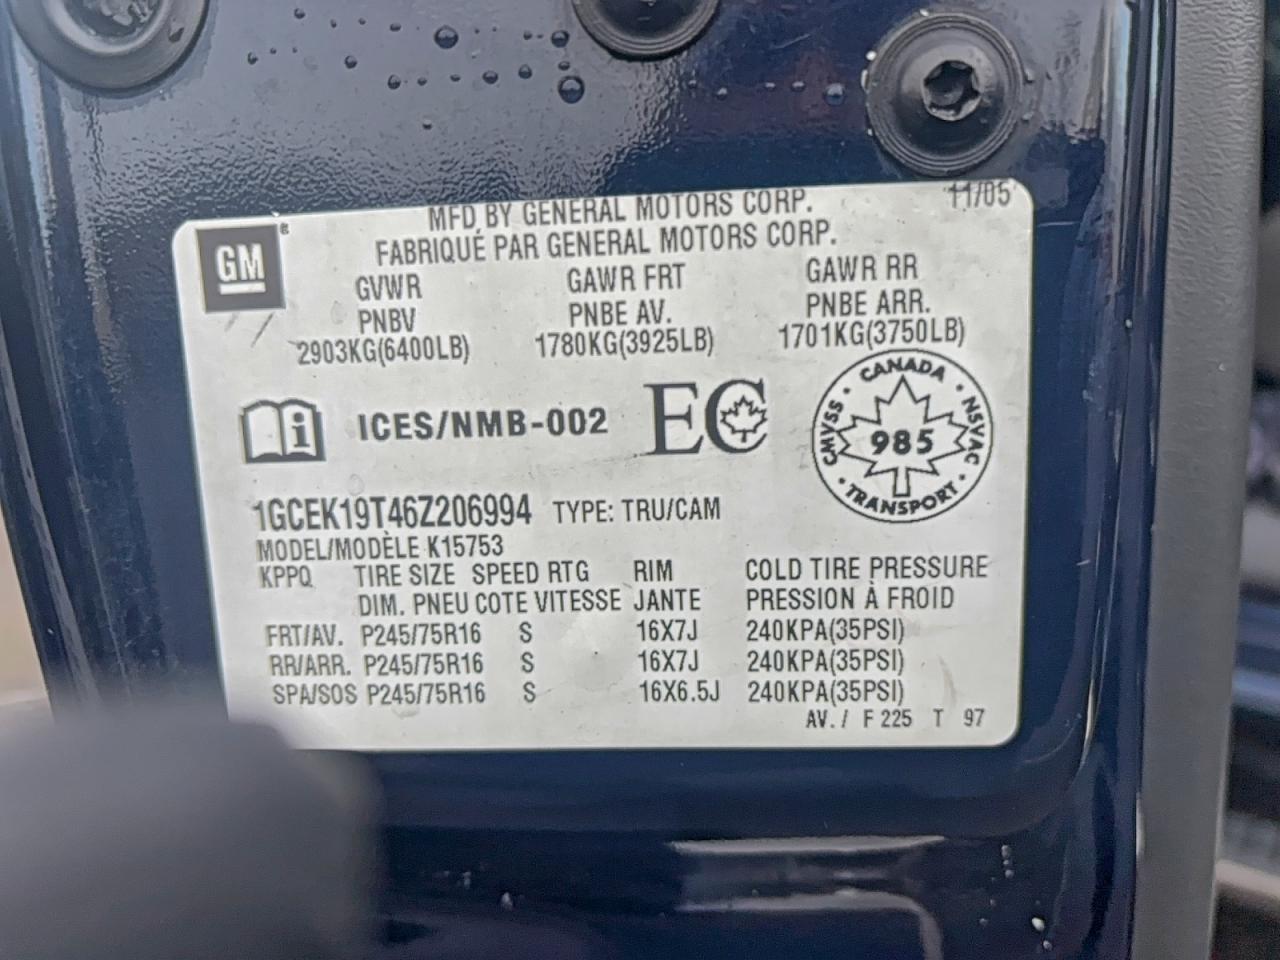 11/05
MFD BY GENERAL MOTORS CORP.
FABRIQUÉ PAR GENERAL MOTORS CORP.
GM ®
GVWR GAWR FRT GAWR RR
PNBV PNBE AV. PNBE ARR.
2903KG(6400LB) 1780KG(3925LB) 1701KG(3750LB)
i ICES/NMB-002 EC
CANADA
CMVSS · 985 · NSVAC
· TRANSPORT ·
1GCEK19T46Z206994 TYPE: TRU/CAM
MODEL/MODÈLE K15753
KPPQ TIRE SIZE SPEED RTG RIM COLD TIRE PRESSURE
DIM. PNEU COTE VITESSE JANTE PRESSION À FROID
FRT/AV. P245/75R16 S 16X7J 240KPA(35PSI)
RR/ARR. P245/75R16 S 16X7J 240KPA(35PSI)
SPA/SOS P245/75R16 S 16X6.5J 240KPA(35PSI)
AV./ F 225 T 97